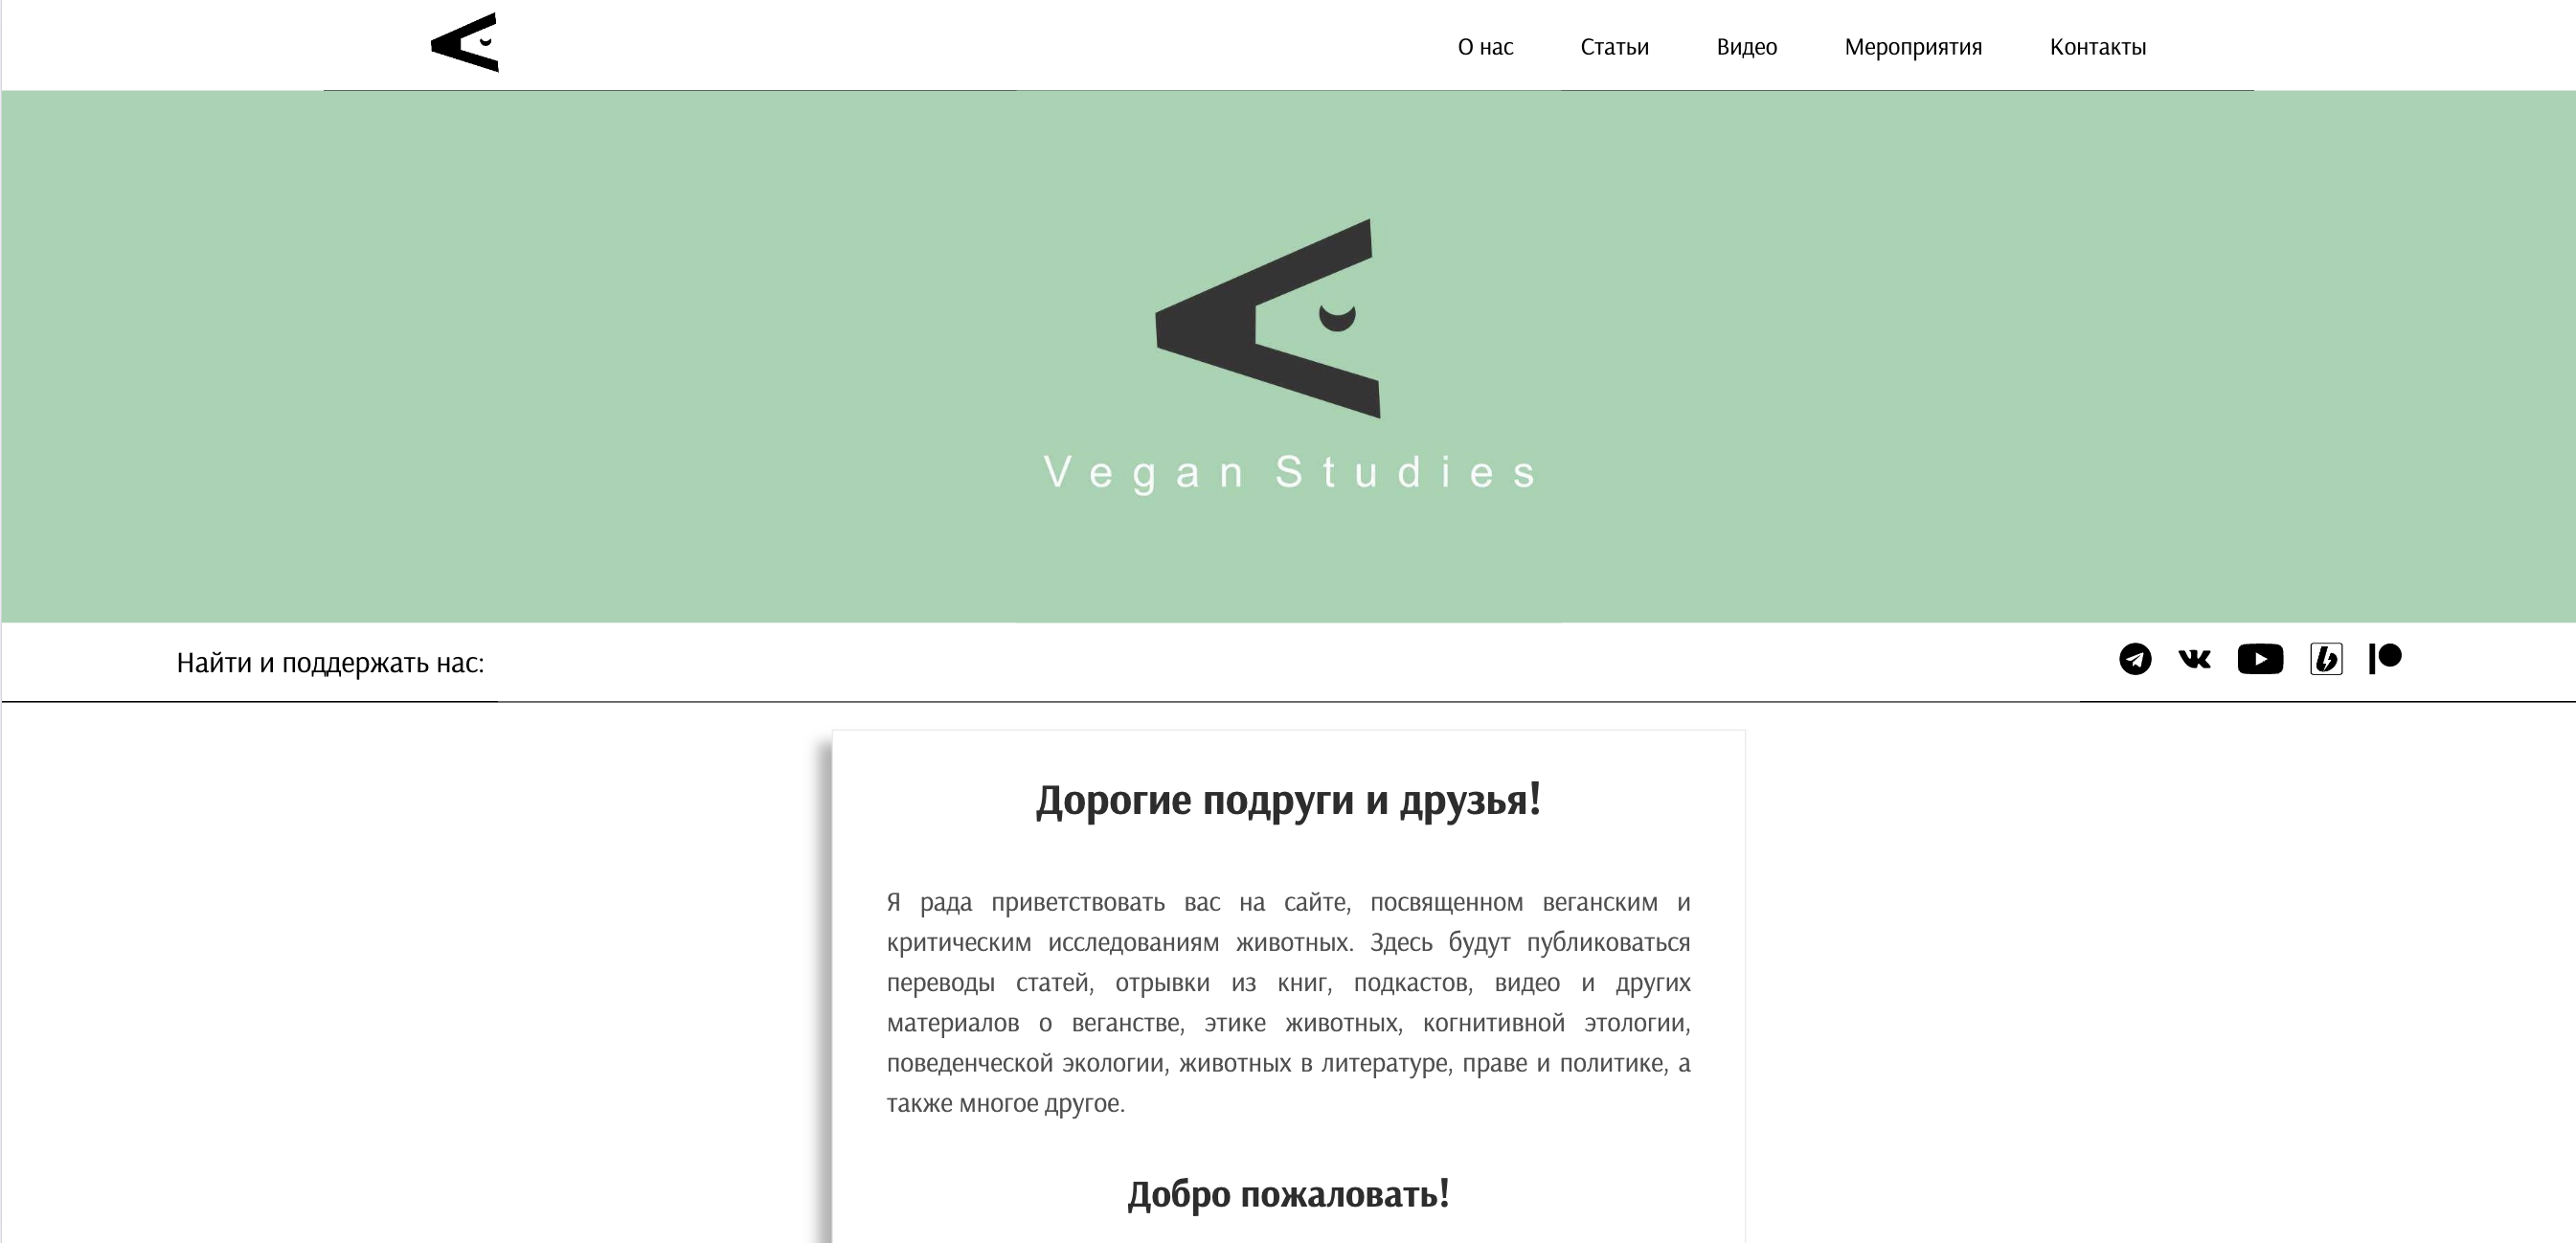 О нас Статьи Видео Мероприятия Контакты
Vegan Studies
Найти и поддержать нас:
Дорогие подруги и друзья!
Я рада приветствовать вас на сайте, посвященном веганским и
критическим исследованиям животных. Здесь будут публиковаться
переводы статей, отрывки из книг, подкастов, видео и других
материалов о веганстве, этике животных, когнитивной этологии,
поведенческой экологии, животных в литературе, праве и политике, а
также многое другое.
Добро пожаловать!